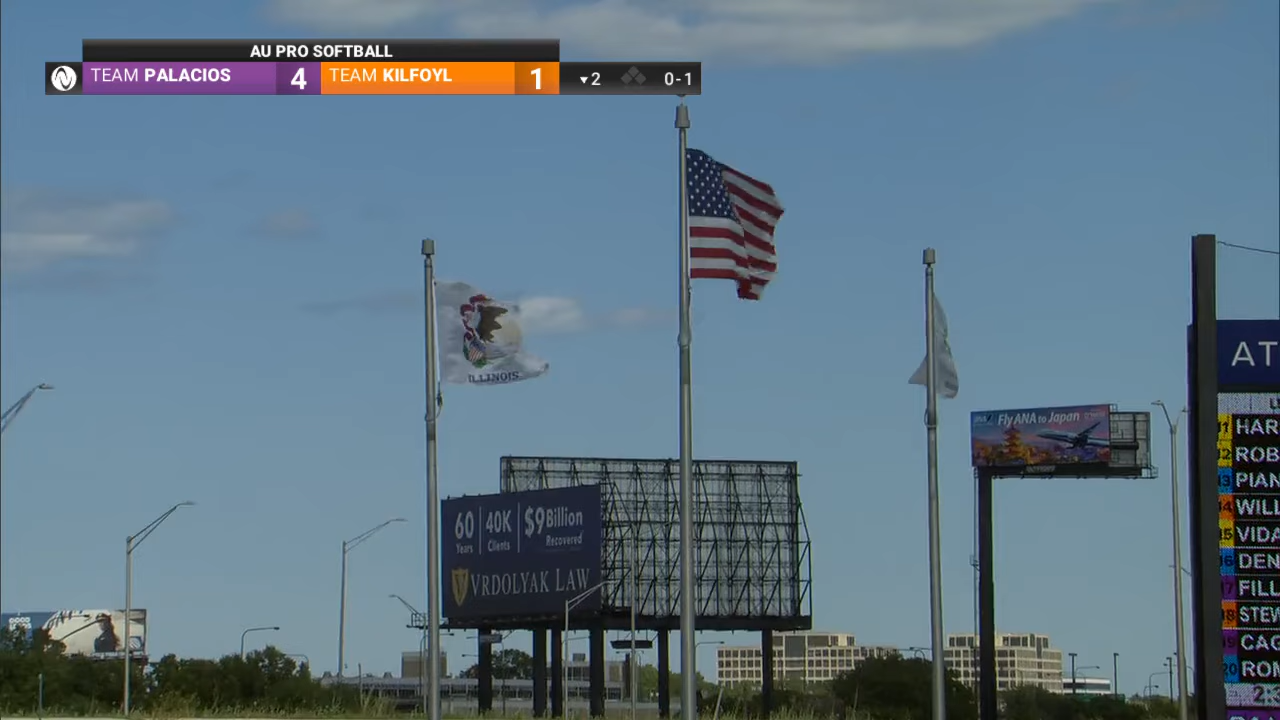 AU PRO SOFTBALL
TEAM PALACIOS 4 TEAM KILFOYL 1 ▾2 0-1
ILLINOIS
Fly ANA to Japan
60 Years 40K Clients $9 Billion Recovered
VRDOLYAK LAW
AT
HAR
ROB
PIAN
WILL
VIDA
DEN
FILL
STEW
CAG
ROM